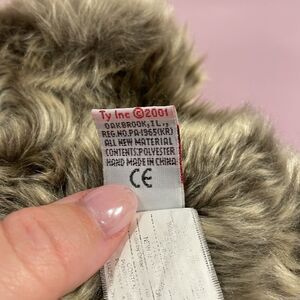 Ty Inc ©2001
OAKBROOK,IL.,
REG.NO.PA-1965(KR)
ALL NEW MATERIAL
CONTENTS:POLYESTER
HAND MADE IN CHINA
CE